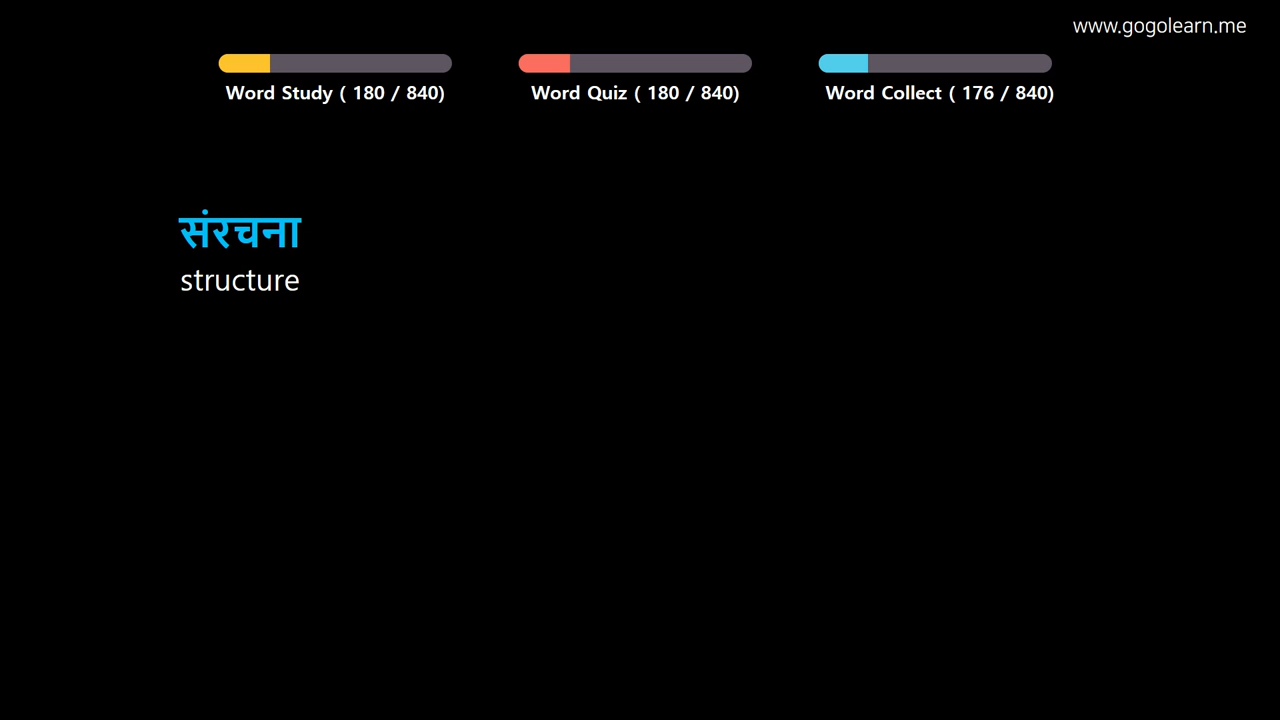 www.gogolearn.me
Word Study ( 180 / 840)
Word Quiz ( 180 / 840)
Word Collect ( 176 / 840)
संरचना
structure